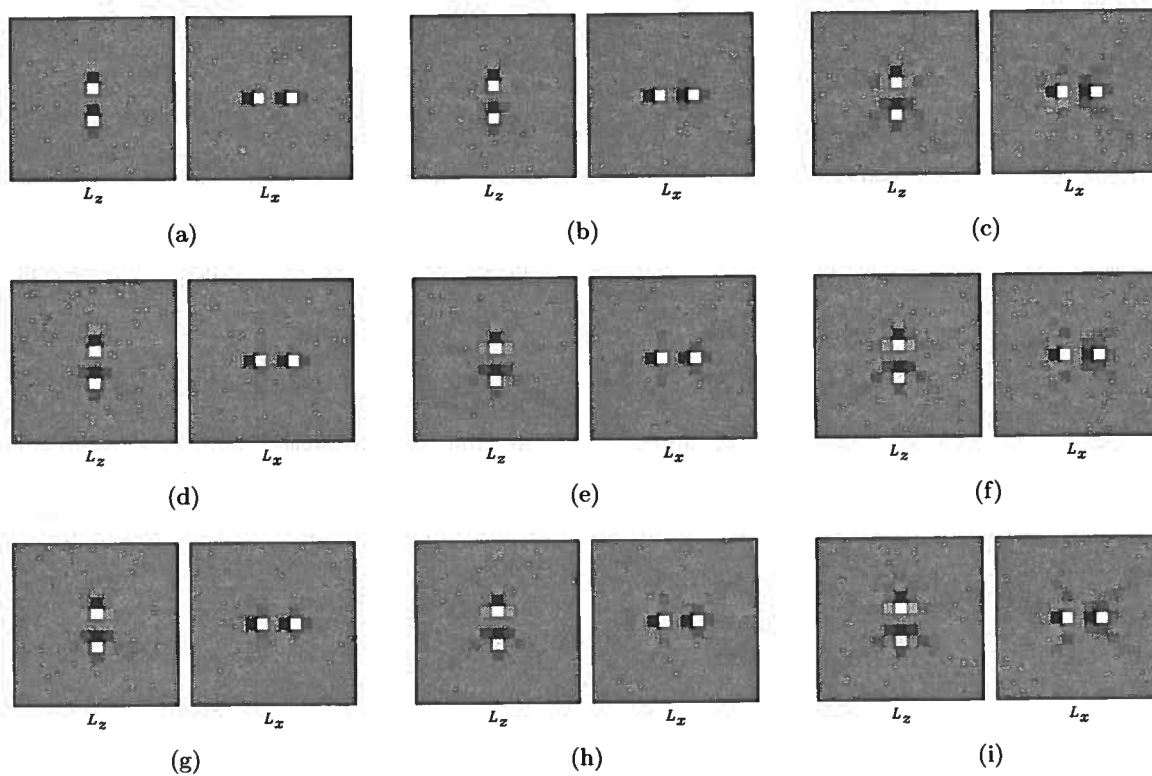 L_z L_x L_z L_x L_z L_x
(a) (b) (c)
L_z L_x L_z L_x L_z L_x
(d) (e) (f)
L_z L_x L_z L_x L_z L_x
(g) (h) (i)